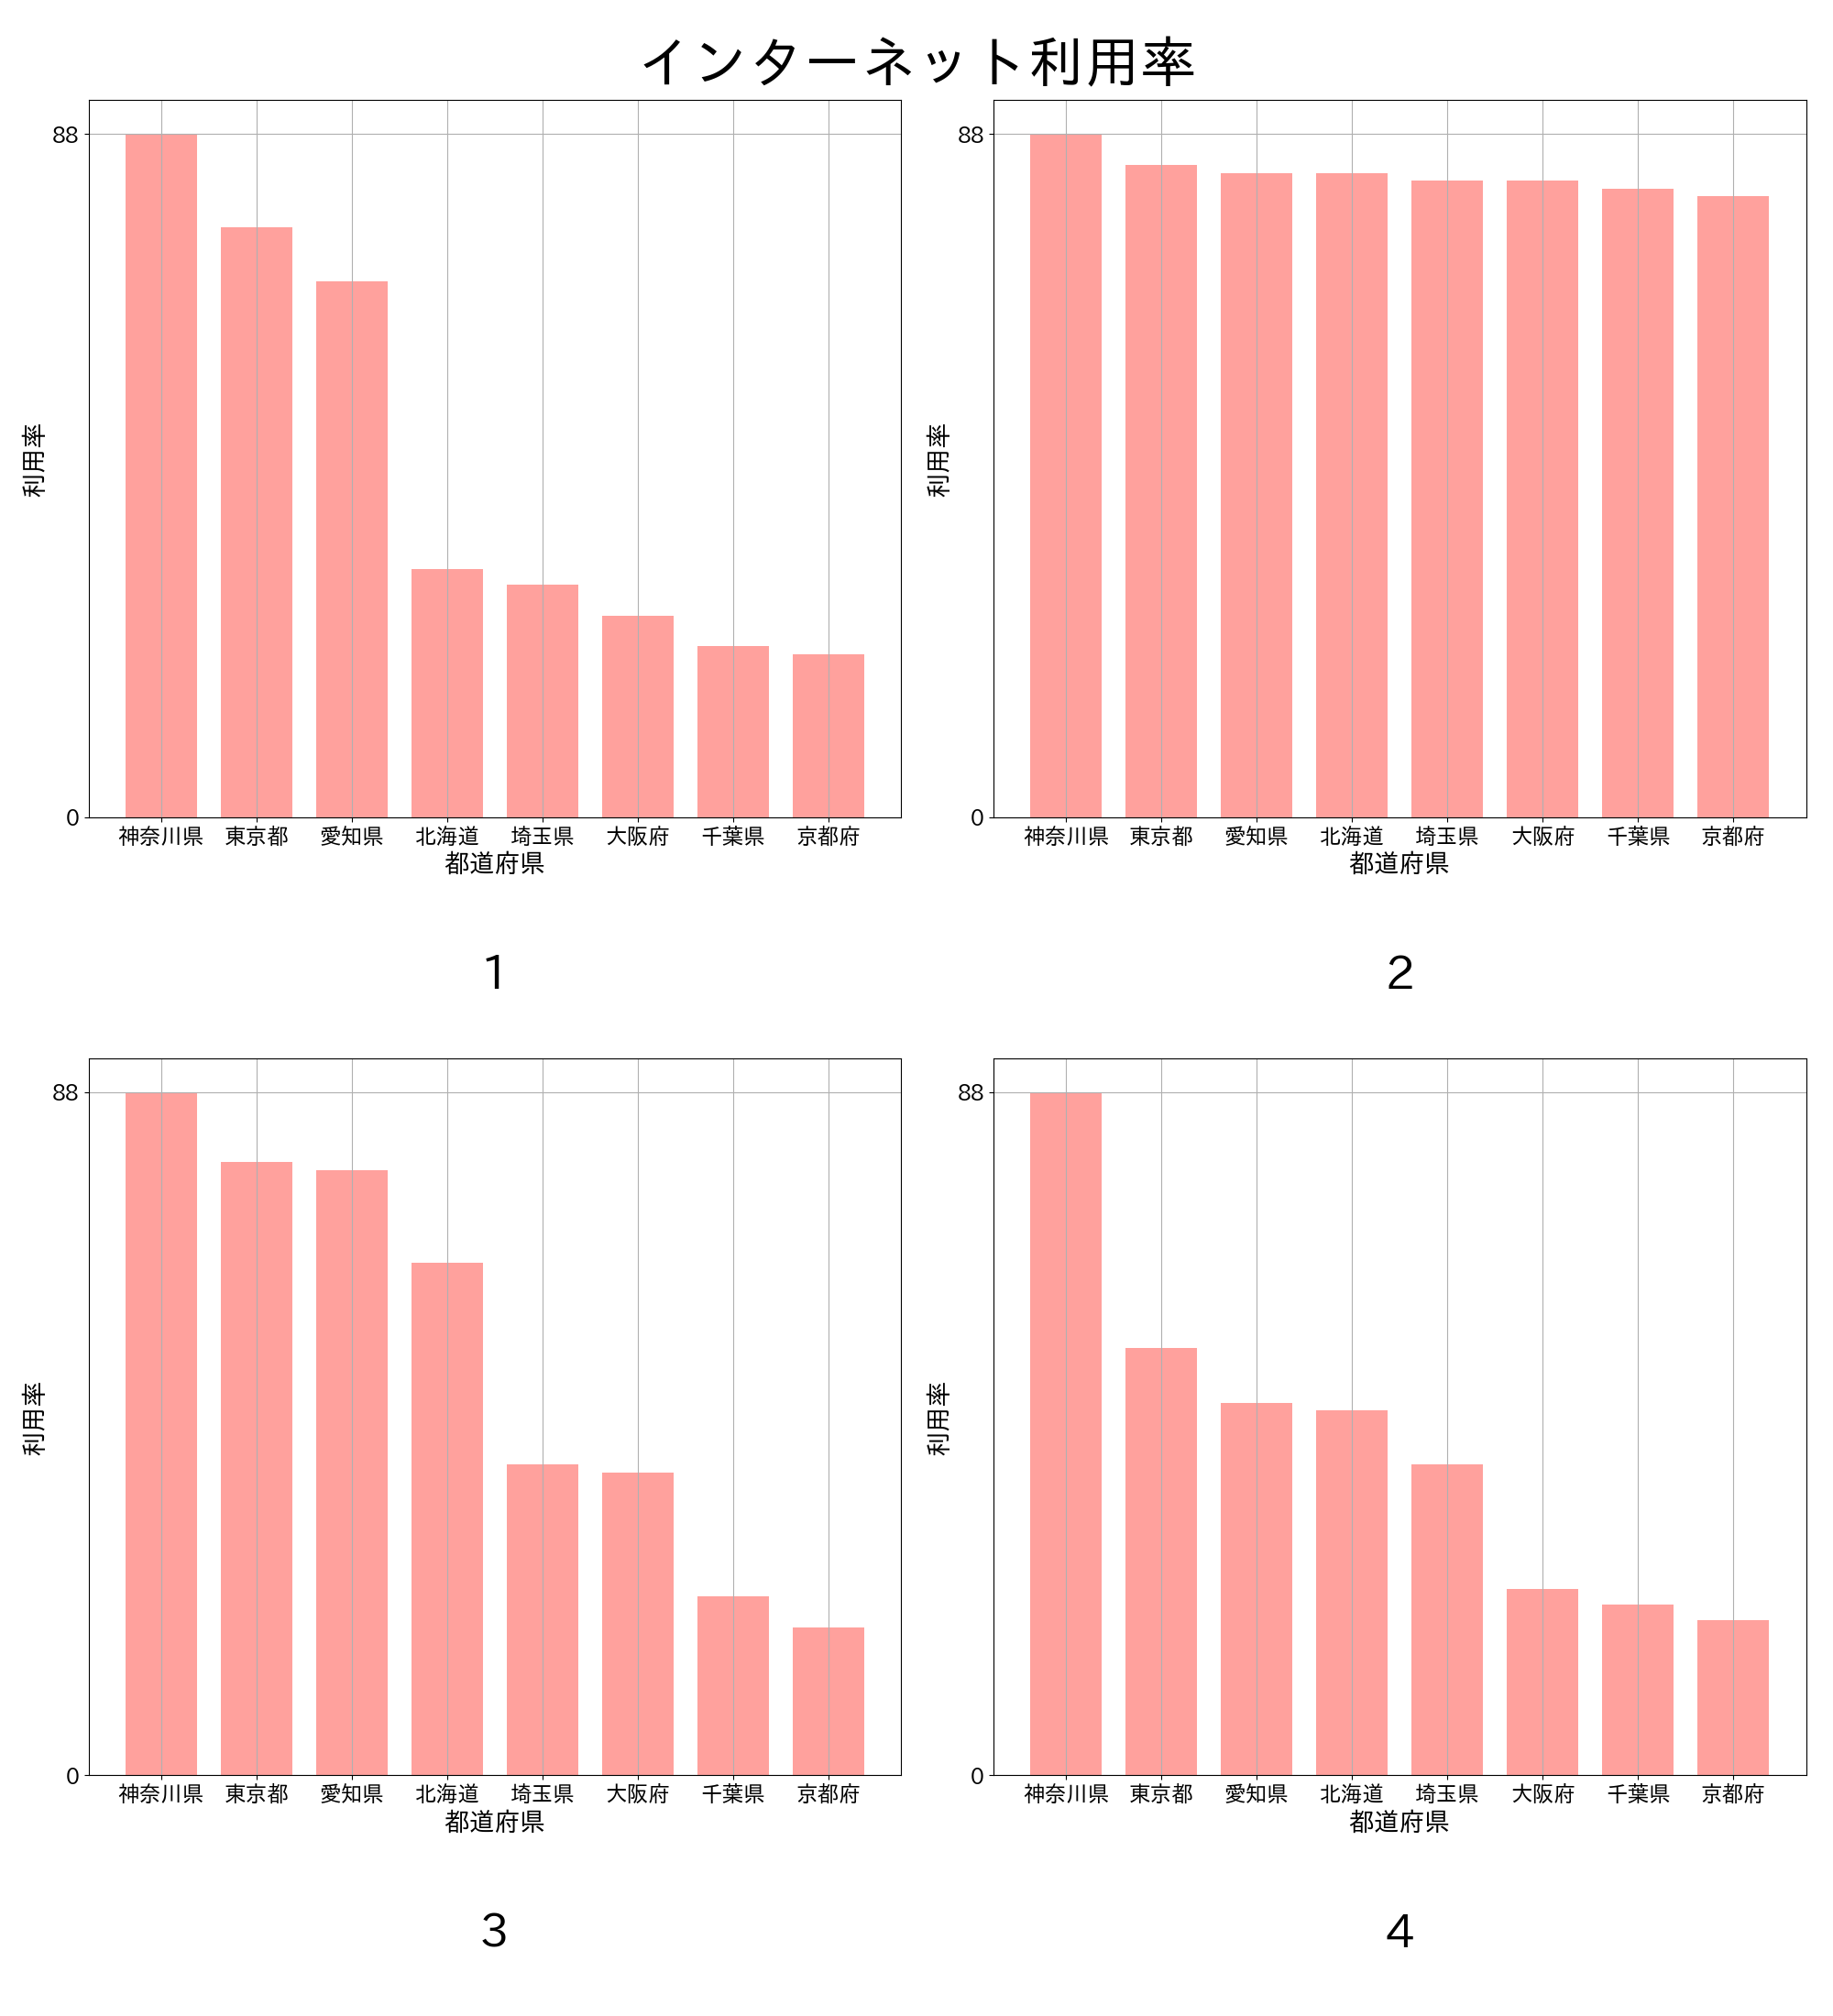 インターネット利用率
88
0
利用率
神奈川県 東京都 愛知県 北海道 埼玉県 大阪府 千葉県 京都府
都道府県
1
88
0
利用率
神奈川県 東京都 愛知県 北海道 埼玉県 大阪府 千葉県 京都府
都道府県
2
88
0
利用率
神奈川県 東京都 愛知県 北海道 埼玉県 大阪府 千葉県 京都府
都道府県
3
88
0
利用率
神奈川県 東京都 愛知県 北海道 埼玉県 大阪府 千葉県 京都府
都道府県
4